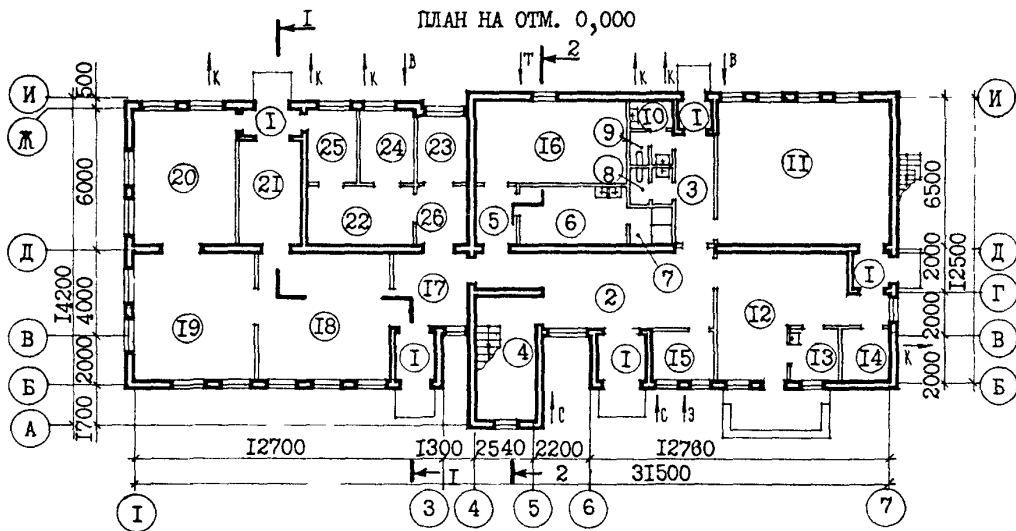 ПЛАН НА ОТМ. 0,000
I 2
К К К В Т К К В
И И
Ж
Д Д
Г
В В
Б Б
А
500
6000
4000
2000
1700
14200
6500
2000
2000
2000
12500
I I
20 21 25 24 23 16 10 9 8 3 11
22 26 5 6 7
17 2 I
19 18 12
I 4 I 15 13 14
К
С С Э
12700 1300 2540 2200 12760
I 2 31500
I 3 4 5 6 7